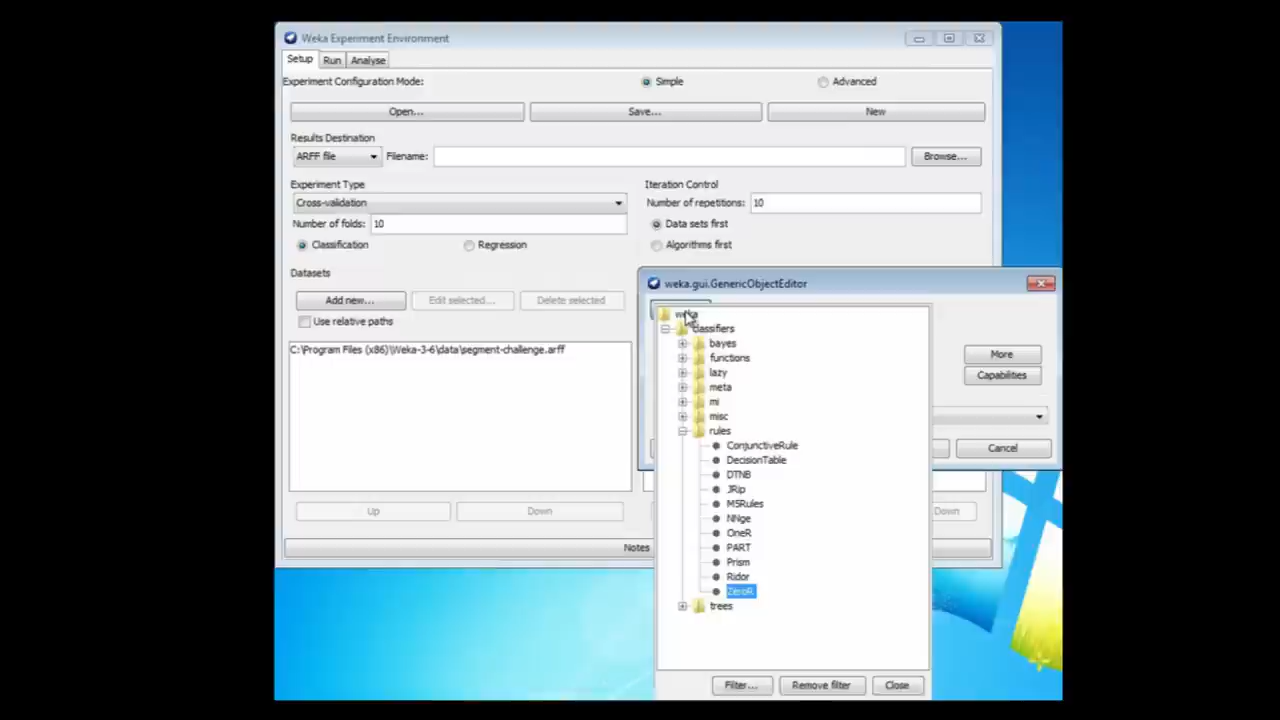 Weka Experiment Environment
Setup Run Analyse
Experiment Configuration Mode: Simple Advanced
Open... Save... New
Results Destination
ARFF file Filename: Browse...
Experiment Type Iteration Control
Cross-validation Number of repetitions: 10
Number of folds: 10 Data sets first
Classification Regression Algorithms first
Datasets
Add new... Edit selected... Delete selected
Use relative paths
C:\Program Files (x86)\Weka-3-6\data\segment-challenge.arff
Up Down Down
Notes
weka.gui.GenericObjectEditor
More
Capabilities
Cancel
weka
classifiers
bayes
functions
lazy
meta
mi
misc
rules
ConjunctiveRule
DecisionTable
DTNB
JRip
M5Rules
NNge
OneR
PART
Prism
Ridor
ZeroR
trees
Filter... Remove filter Close